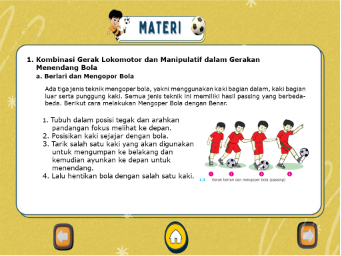 MATERI
1. Kombinasi Gerak Lokomotor dan Manipulatif dalam Gerakan
Menendang Bola
a. Berlari dan Mengopor Bola
Ada tiga jenis teknik mengopor bola, yakni menggunakan kaki bagian dalam, kaki bagian
luar serta punggung kaki. Semua jenis teknik ini memiliki hasil passing yang berbeda-
beda. Berikut cara melakukan Mengopor Bola dengan Benar.
1. Tubuh dalam posisi tegak dan arahkan
pandangan fokus melihat ke depan.
2. Posisikan kaki sejajar dengan bola.
3. Tarik salah satu kaki yang akan digunakan
untuk mengumpan ke belakang dan
kemudian ayunkan ke depan untuk
menendang.
4. Lalu hentikan bola dengan salah satu kaki.